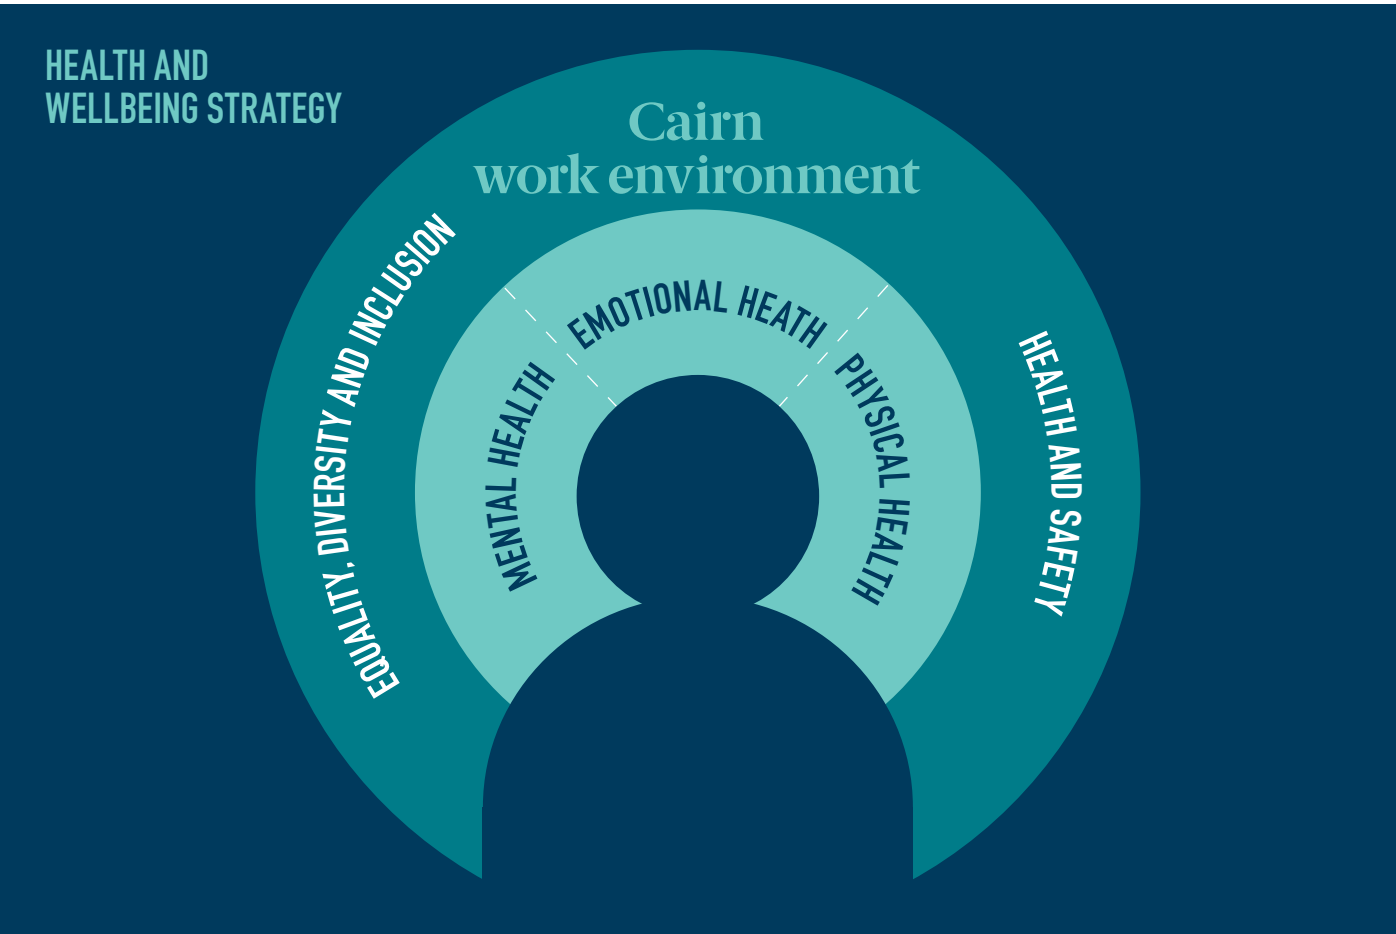 HEALTH AND
WELLBEING STRATEGY
Cairn
work environment
EQUALITY, DIVERSITY AND INCLUSION
MENTAL HEALTH
EMOTIONAL HEATH
PHYSICAL HEALTH
HEALTH AND SAFETY